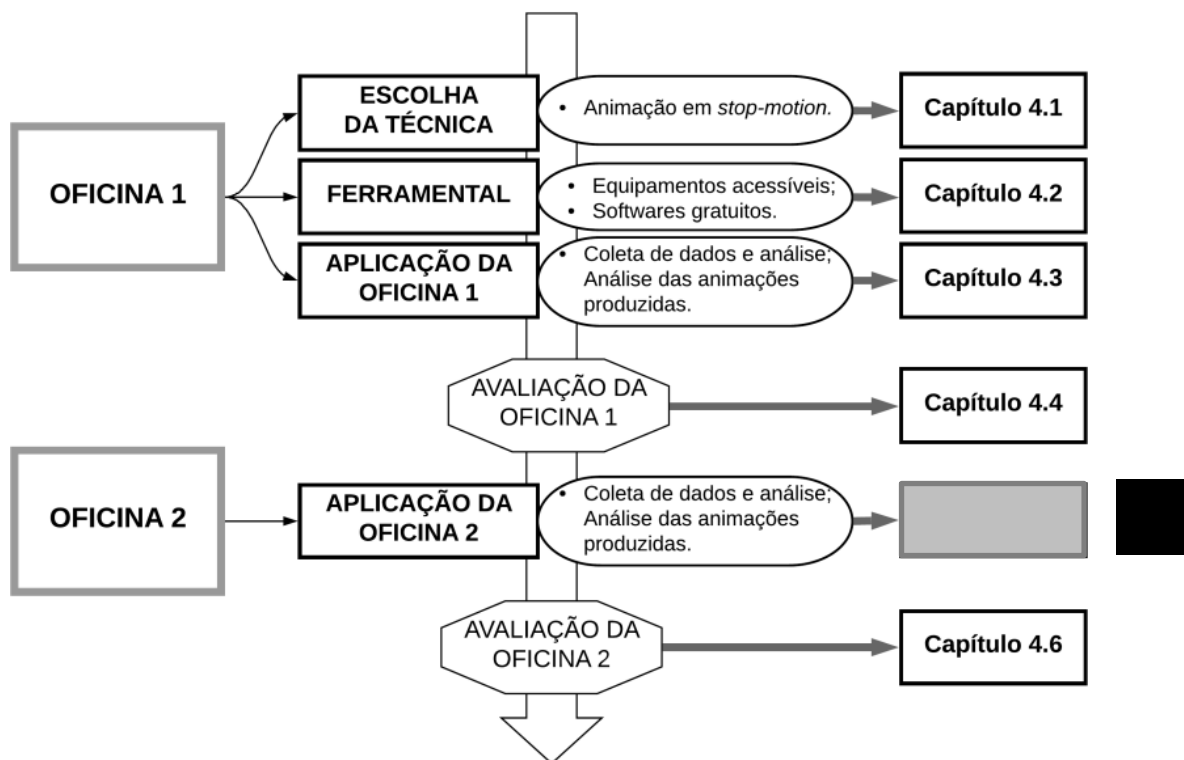 ESCOLHA
DA TÉCNICA
• Animação em stop-motion.
Capítulo 4.1
OFICINA 1
FERRAMENTAL
• Equipamentos acessíveis;
• Softwares gratuitos.
Capítulo 4.2
APLICAÇÃO DA
OFICINA 1
• Coleta de dados e análise;
Análise das animações
produzidas.
Capítulo 4.3
AVALIAÇÃO DA
OFICINA 1
Capítulo 4.4
OFICINA 2
APLICAÇÃO DA
OFICINA 2
• Coleta de dados e análise;
Análise das animações
produzidas.
AVALIAÇÃO DA
OFICINA 2
Capítulo 4.6